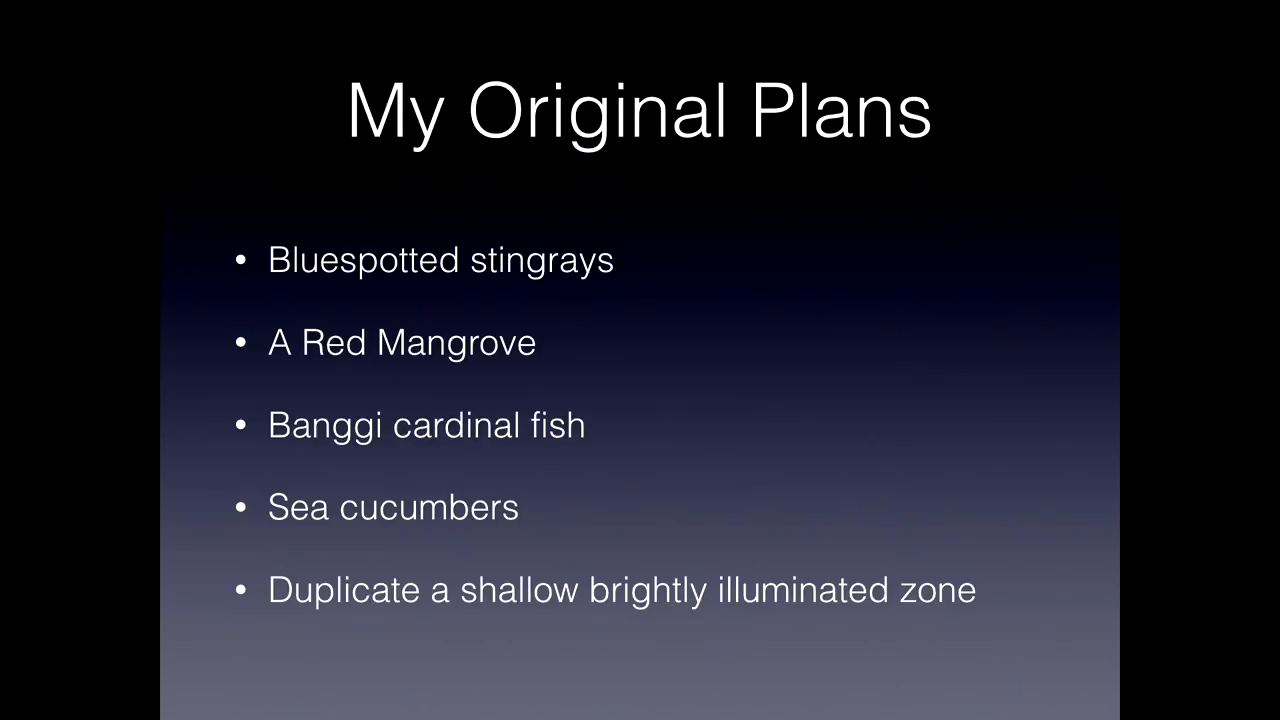 My Original Plans
• Bluespotted stingrays
• A Red Mangrove
• Banggi cardinal fish
• Sea cucumbers
• Duplicate a shallow brightly illuminated zone